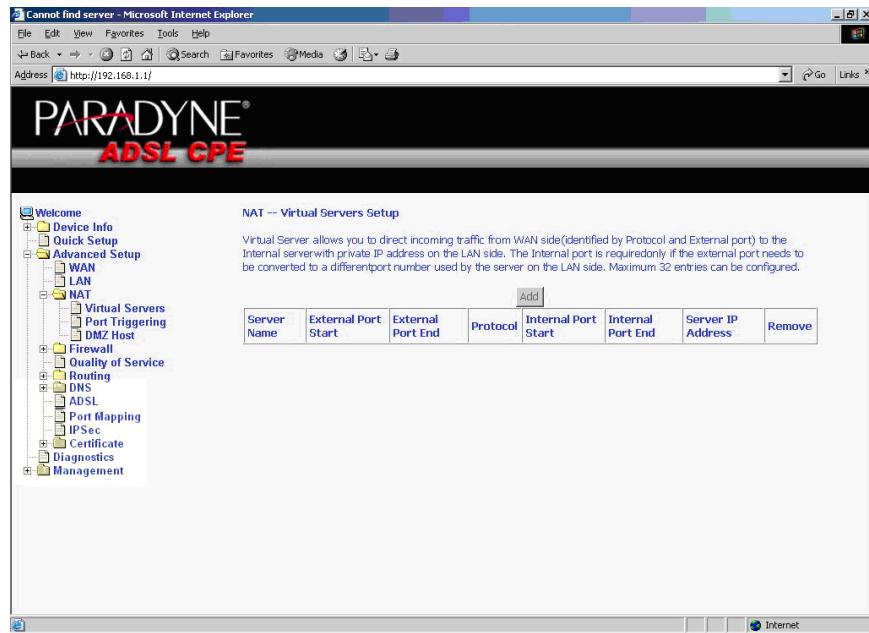 Cannot find server - Microsoft Internet Explorer
File Edit View Favorites Tools Help
Back Search Favorites Media
Address http://192.168.1.1/ Go Links »
PARADYNE®
ADSL CPE
Welcome
Device Info
Quick Setup
Advanced Setup
WAN
LAN
NAT
Virtual Servers
Port Triggering
DMZ Host
Firewall
Quality of Service
Routing
DNS
ADSL
Port Mapping
IPSec
Certificate
Diagnostics
Management
NAT -- Virtual Servers Setup
Virtual Server allows you to direct incoming traffic from WAN side(identified by Protocol and External port) to the
Internal serverwith private IP address on the LAN side. The Internal port is requiredonly if the external port needs to
be converted to a differentport number used by the server on the LAN side. Maximum 32 entries can be configured.
Add
Server Name External Port Start External Port End Protocol Internal Port Start Internal Port End Server IP Address Remove
Internet